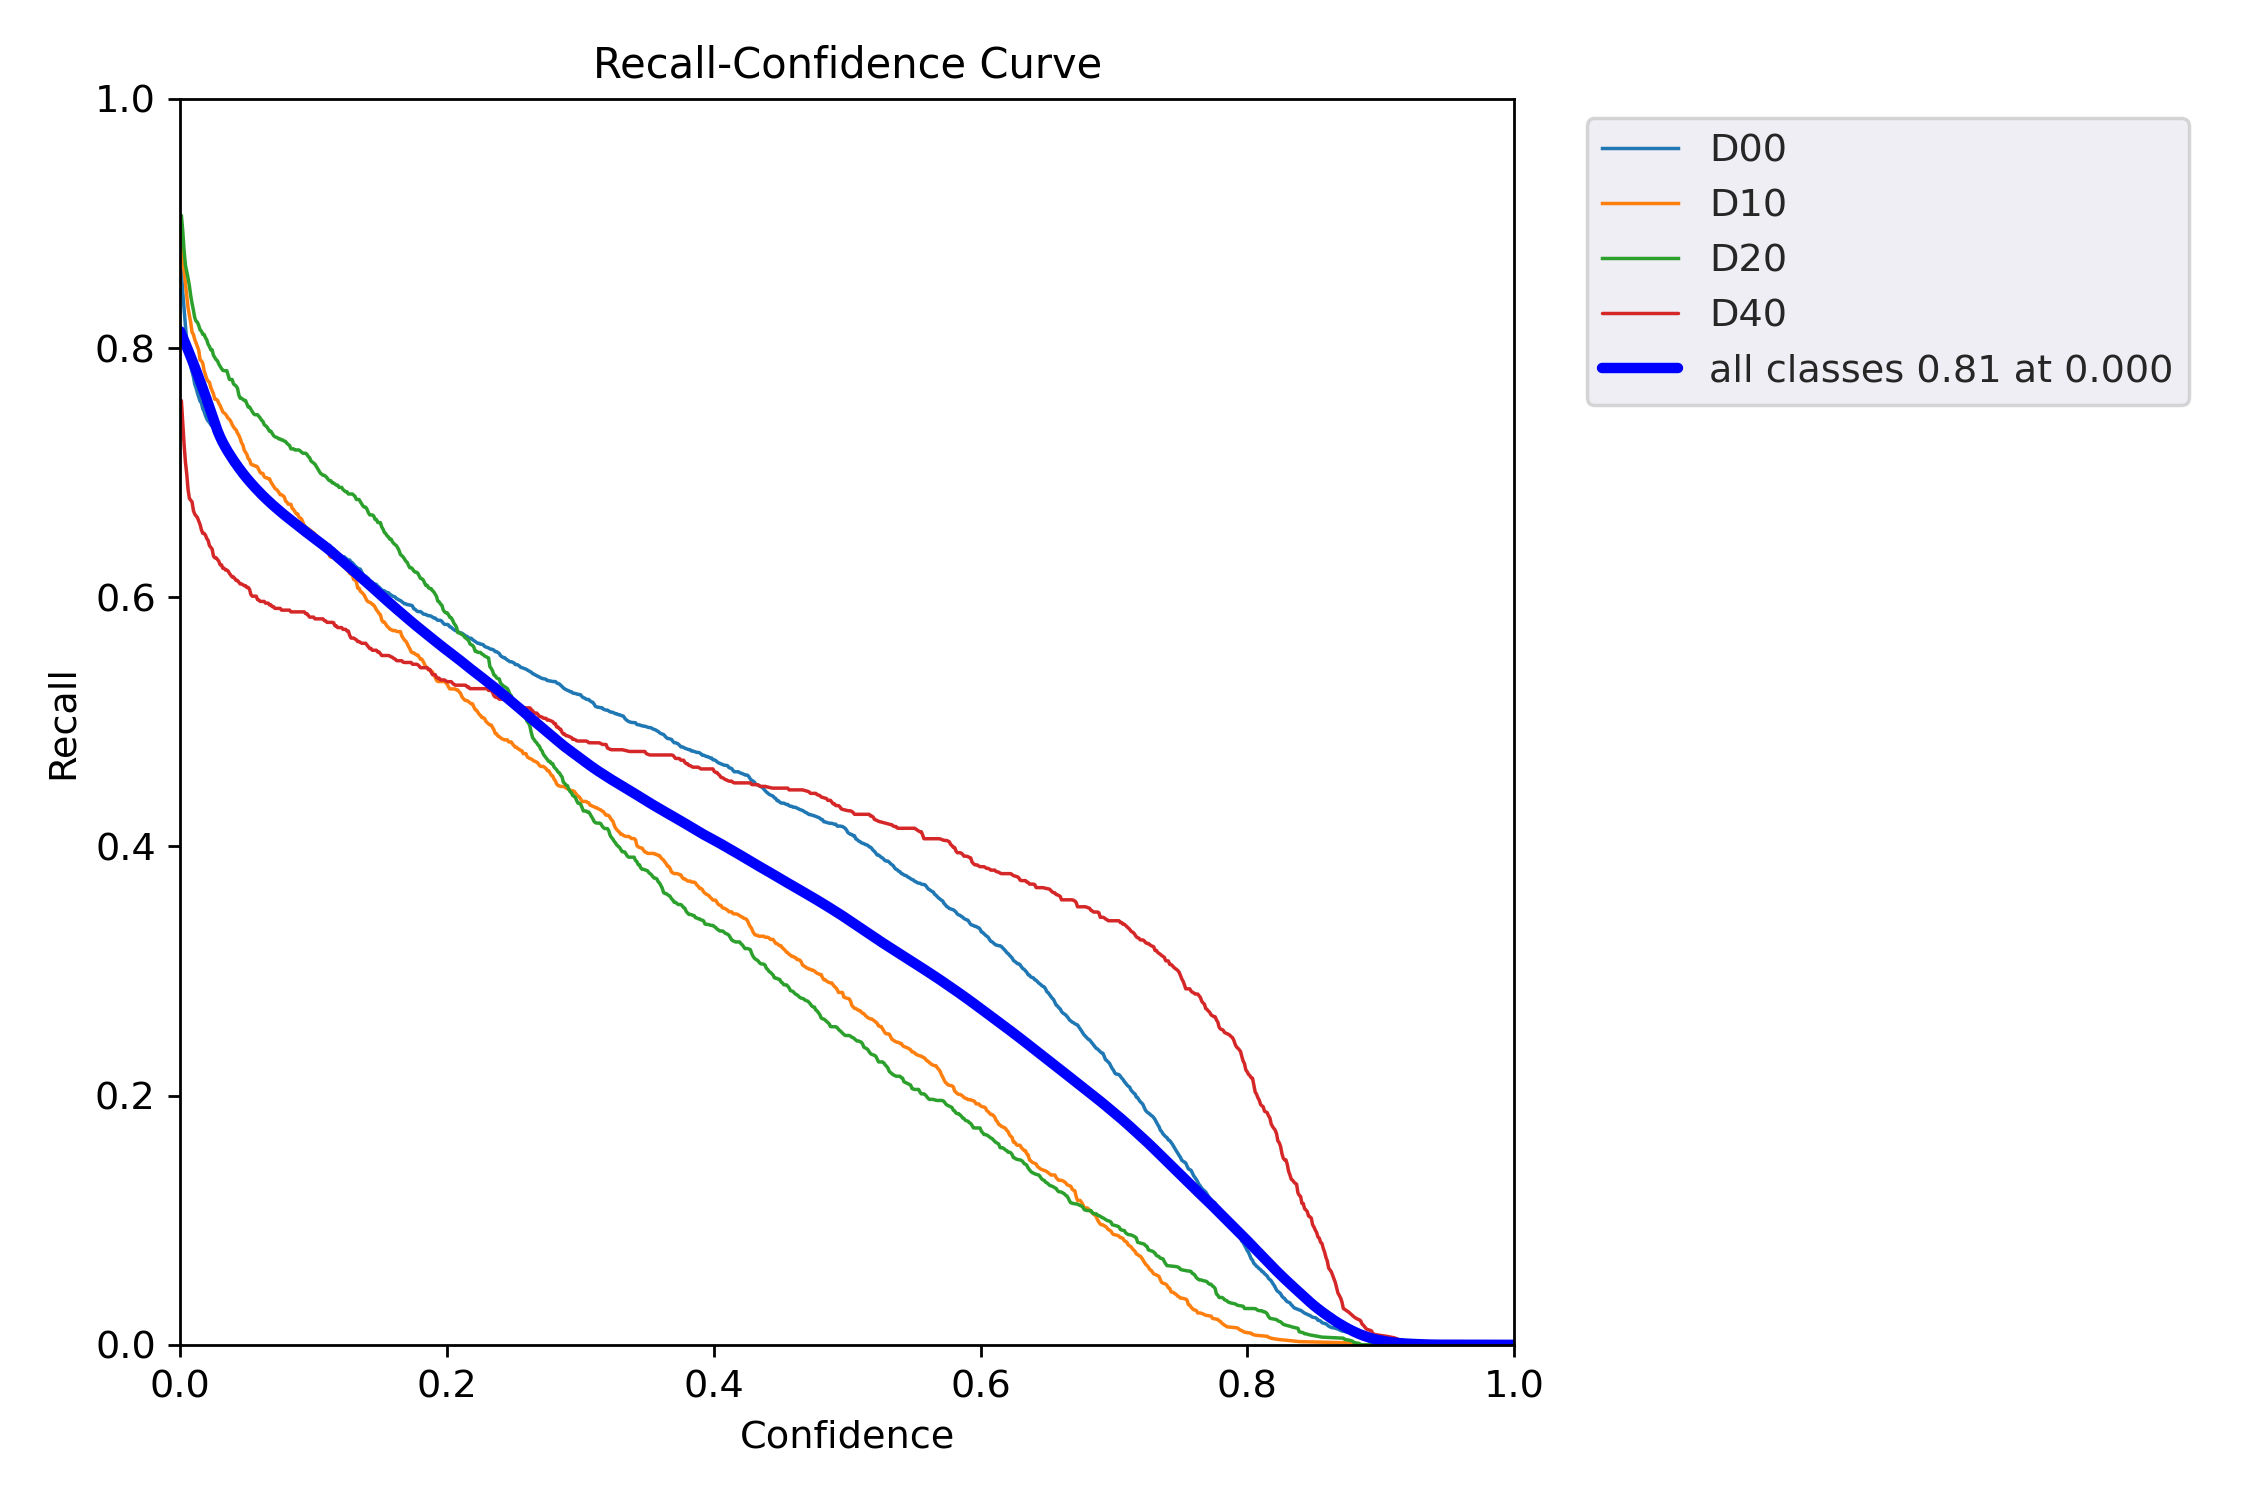 Recall-Confidence Curve
1.0
0.8
0.6
0.4
0.2
0.0
Recall
0.0 0.2 0.4 0.6 0.8 1.0
Confidence
D00
D10
D20
D40
all classes 0.81 at 0.000